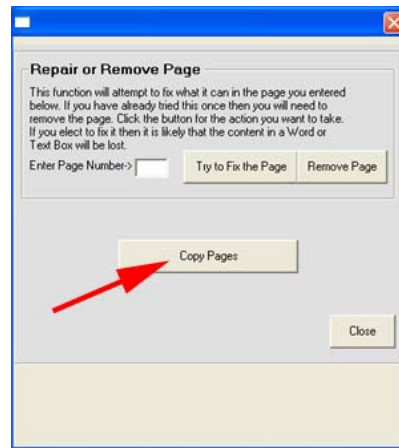 Repair or Remove Page
This function will attempt to fix what it can in the page you entered
below. If you have already tried this once then you will need to
remove the page. Click the button for the action you want to take.
If you elect to fix it then it is likely that the content in a Word or
Text Box will be lost.
Enter Page Number-> Try to Fix the Page Remove Page
Copy Pages
Close